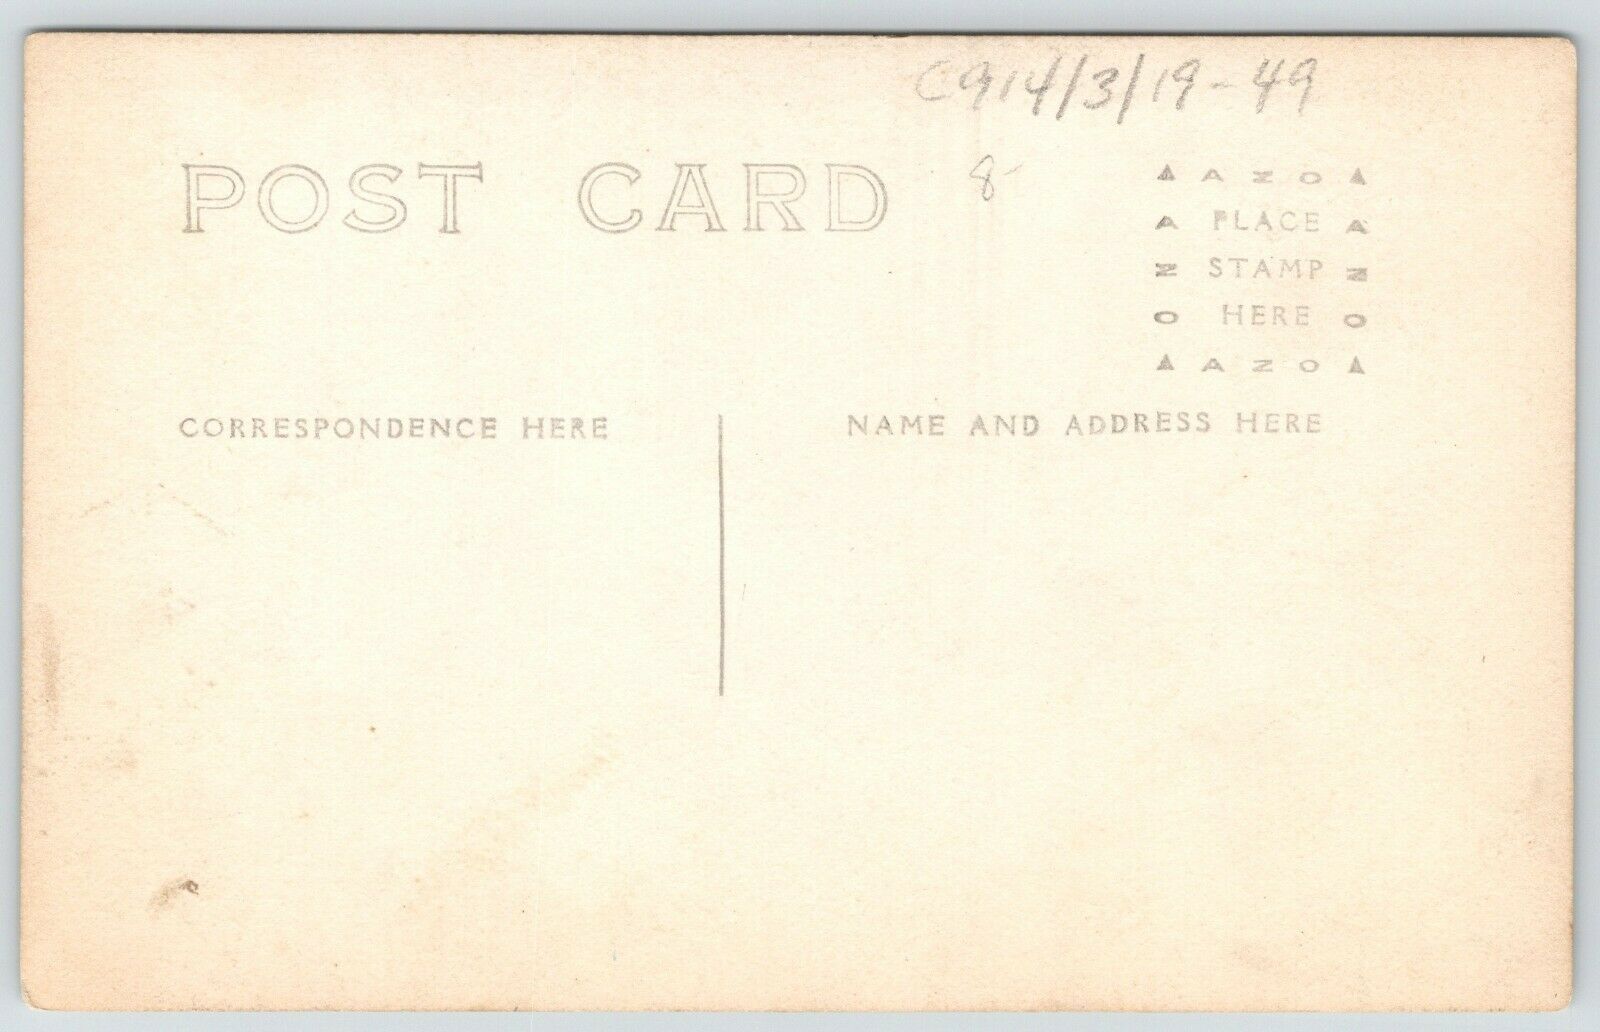 C914/3/19-49
POST CARD
8-
▲ AZO ▲
A PLACE A
Z STAMP Z
O HERE O
▲ AZO ▲
CORRESPONDENCE HERE
NAME AND ADDRESS HERE